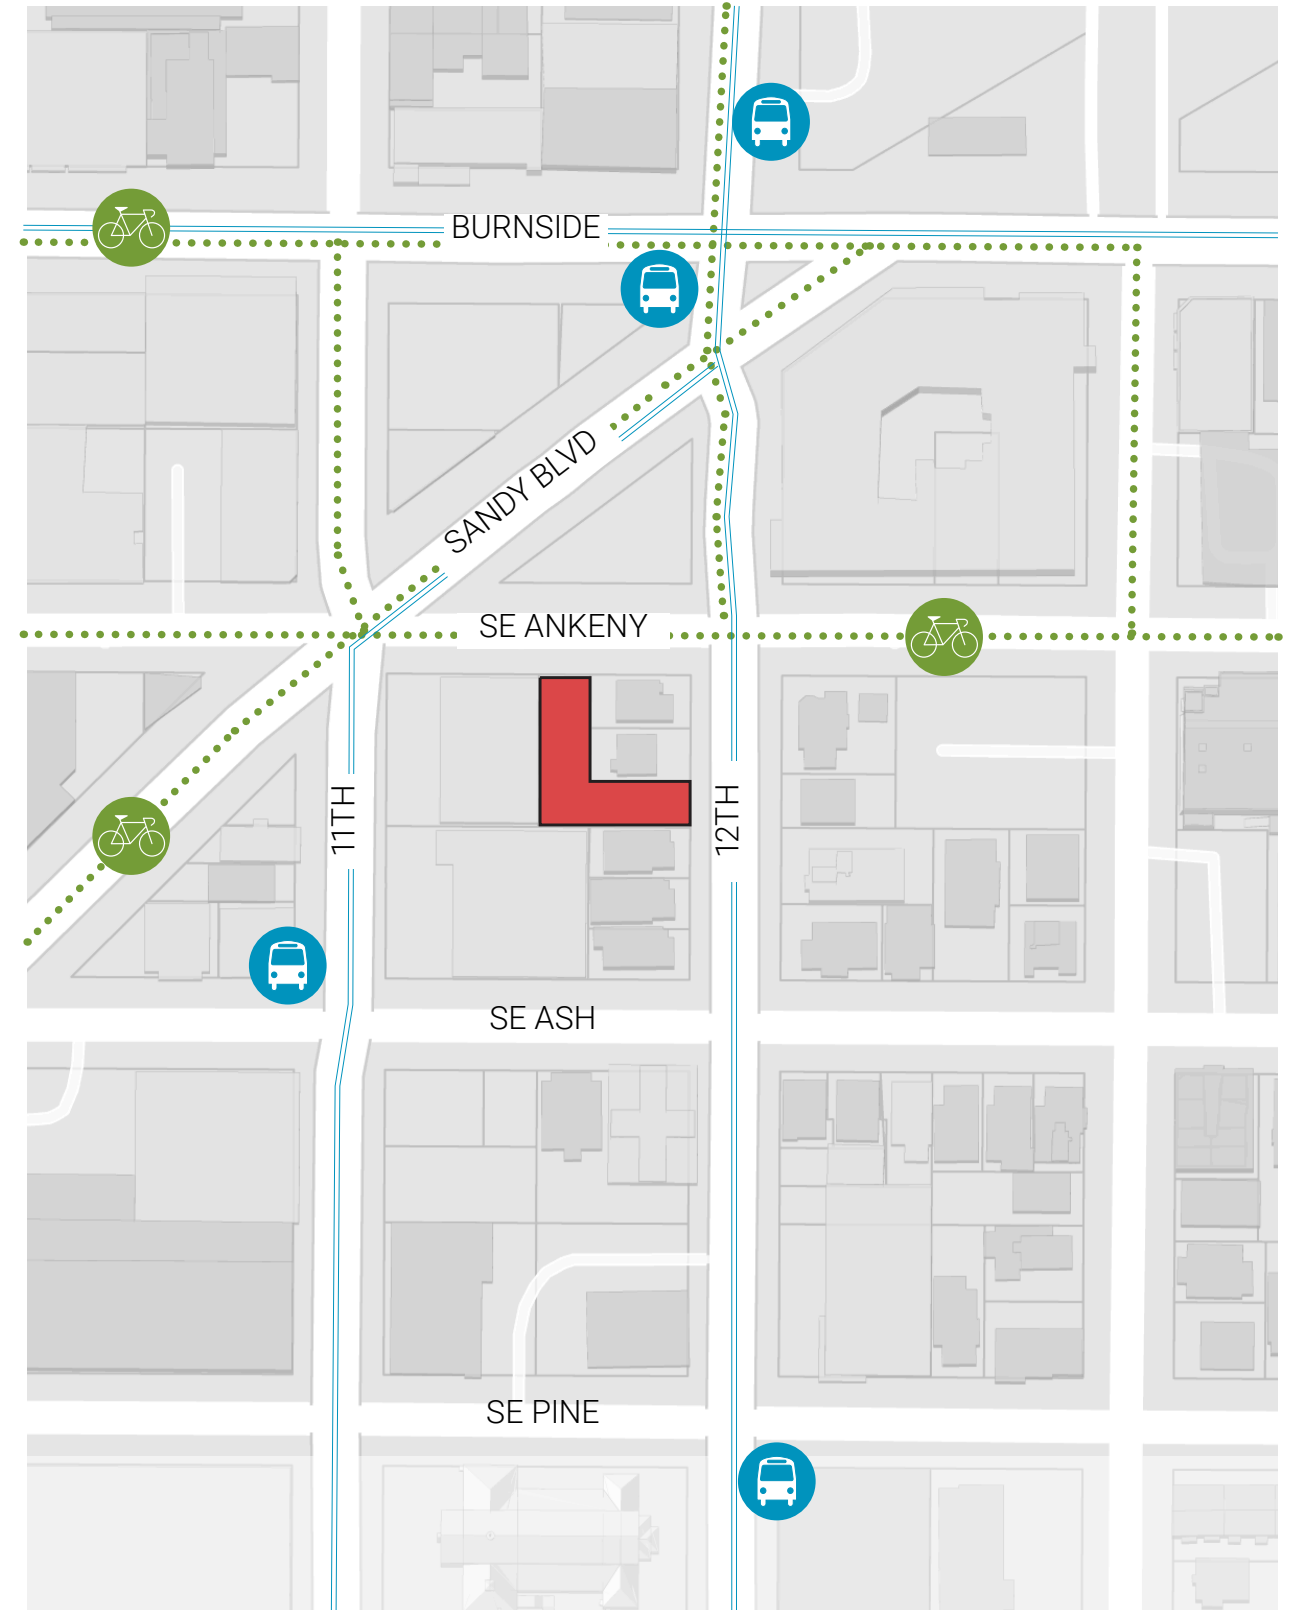 BURNSIDE
SANDY BLVD
SE ANKENY
11TH
12TH
SE ASH
SE PINE